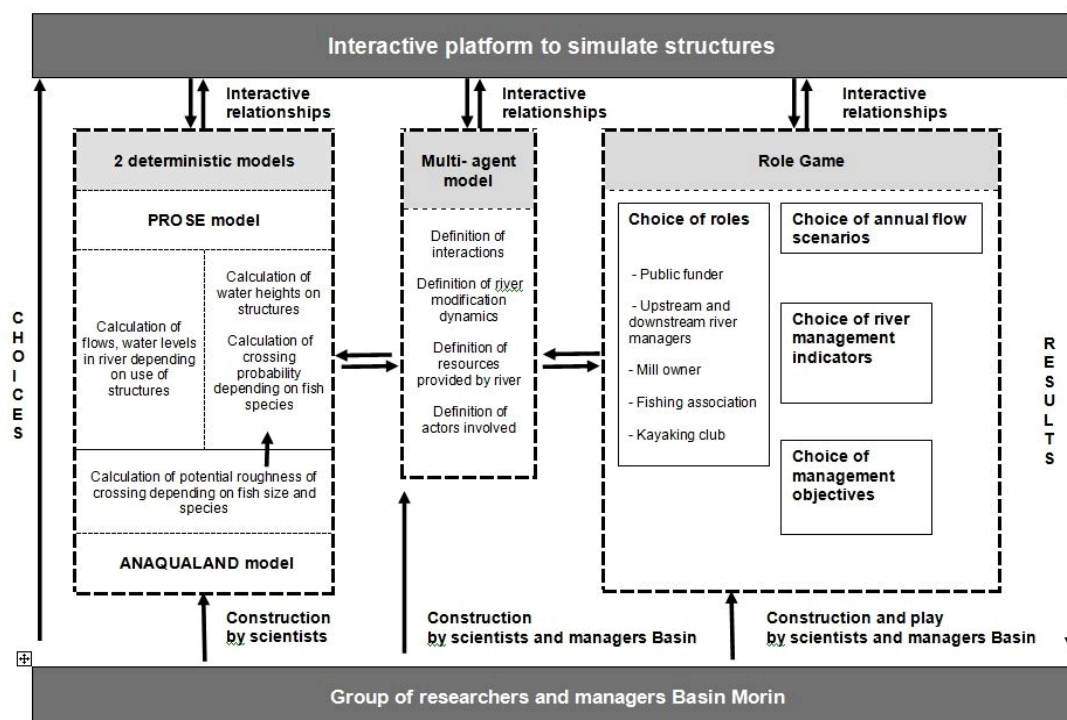 Interactive platform to simulate structures
Interactive
relationships
Interactive
relationships
Interactive
relationships
2 deterministic models
PROSE model
Calculation of
flows, water levels
in river depending
on use of
structures
Calculation of
water heights on
structures
Calculation of
crossing
probability
depending on fish
species
Calculation of potential roughness of
crossing depending on fish size and
species
ANAQUALAND model
Multi- agent
model
Definition of
interactions
Definition of river
modification
dynamics
Definition of
resources
provided by river
Definition of
actors involved
Role Game
Choice of roles
- Public funder
- Upstream and
downstream river
managers
- Mill owner
- Fishing association
- Kayaking club
Choice of annual flow
scenarios
Choice of river
management
indicators
Choice of
management
objectives
CHOICES
RESULTS
Construction
by scientists
Construction
by scientists and managers Basin
Construction and play
by scientists and managers Basin
Group of researchers and managers Basin Morin